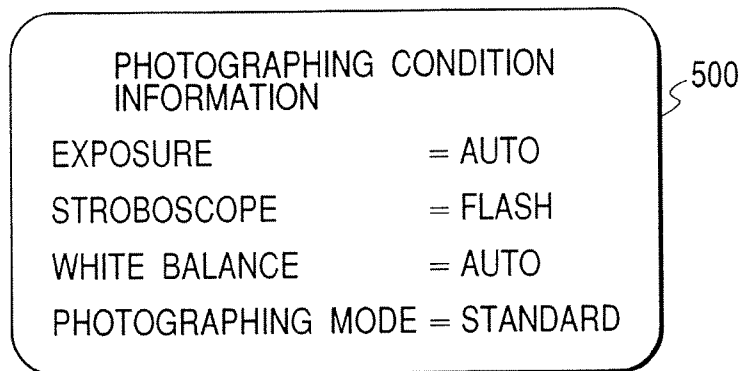 PHOTOGRAPHING CONDITION
INFORMATION
500
EXPOSURE = AUTO
STROBOSCOPE = FLASH
WHITE BALANCE = AUTO
PHOTOGRAPHING MODE = STANDARD